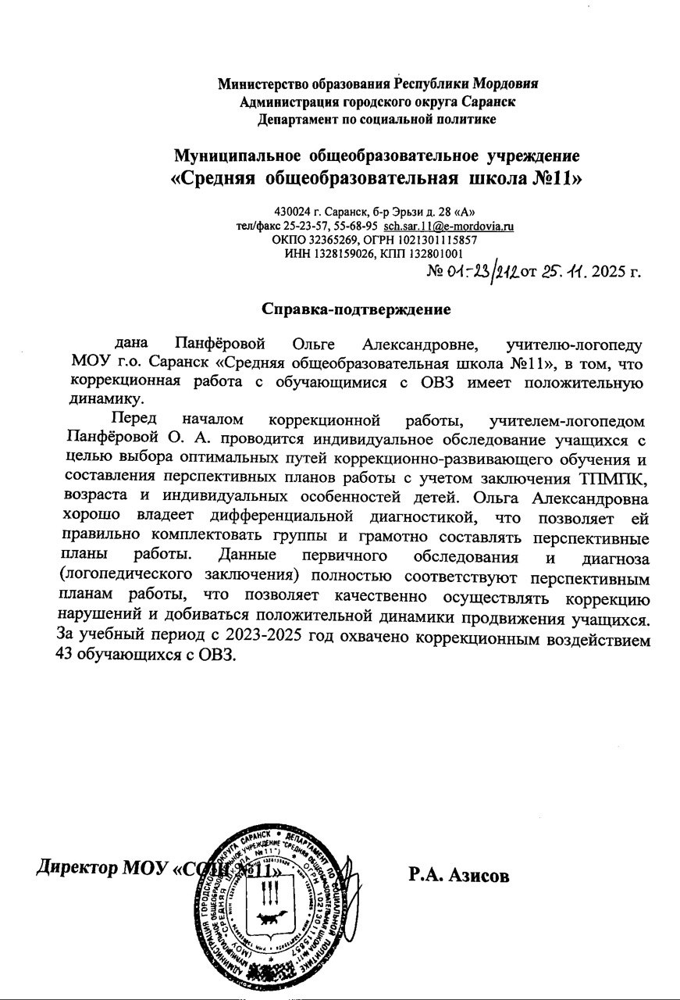 Министерство образования Республики Мордовия
Администрация городского округа Саранск
Департамент по социальной политике
Муниципальное общеобразовательное учреждение
«Средняя общеобразовательная школа №11»
430024 г. Саранск, б-р Эрьзи д. 28 «А»
тел/факс 25-23-57, 55-68-95 sch.sar.11@e-mordovia.ru
ОКПО 32365269, ОГРН 1021301115857
ИНН 1328159026, КПП 132801001
№ 01-23/212 от 25.11. 2025 г.
Справка-подтверждение
дана Панфёровой Ольге Александровне, учителю-логопеду
МОУ г.о. Саранск «Средняя общеобразовательная школа №11», в том, что
коррекционная работа с обучающимися с ОВЗ имеет положительную
динамику.
Перед началом коррекционной работы, учителем-логопедом
Панфёровой О. А. проводится индивидуальное обследование учащихся с
целью выбора оптимальных путей коррекционно-развивающего обучения и
составления перспективных планов работы с учетом заключения ТПМПК,
возраста и индивидуальных особенностей детей. Ольга Александровна
хорошо владеет дифференциальной диагностикой, что позволяет ей
правильно комплектовать группы и грамотно составлять перспективные
планы работы. Данные первичного обследования и диагноза
(логопедического заключения) полностью соответствуют перспективным
планам работы, что позволяет качественно осуществлять коррекцию
нарушений и добиваться положительной динамики продвижения учащихся.
За учебный период с 2023-2025 год охвачено коррекционным воздействием
43 обучающихся с ОВЗ.
Директор МОУ «СОШ №11»
Р.А. Азисов
АДМИНИСТРАЦИЯ ГОРОДСКОГО ОКРУГА САРАНСК * ДЕПАРТАМЕНТ ПО СОЦИАЛЬНОЙ ПОЛИТИКЕ
МУНИЦИПАЛЬНОЕ ОБЩЕОБРАЗОВАТЕЛЬНОЕ УЧРЕЖДЕНИЕ "СРЕДНЯЯ ОБЩЕОБРАЗОВАТЕЛЬНАЯ ШКОЛА №11"
(МОУ "СРЕДНЯЯ ШКОЛА №11") * ОГРН 1021301115857